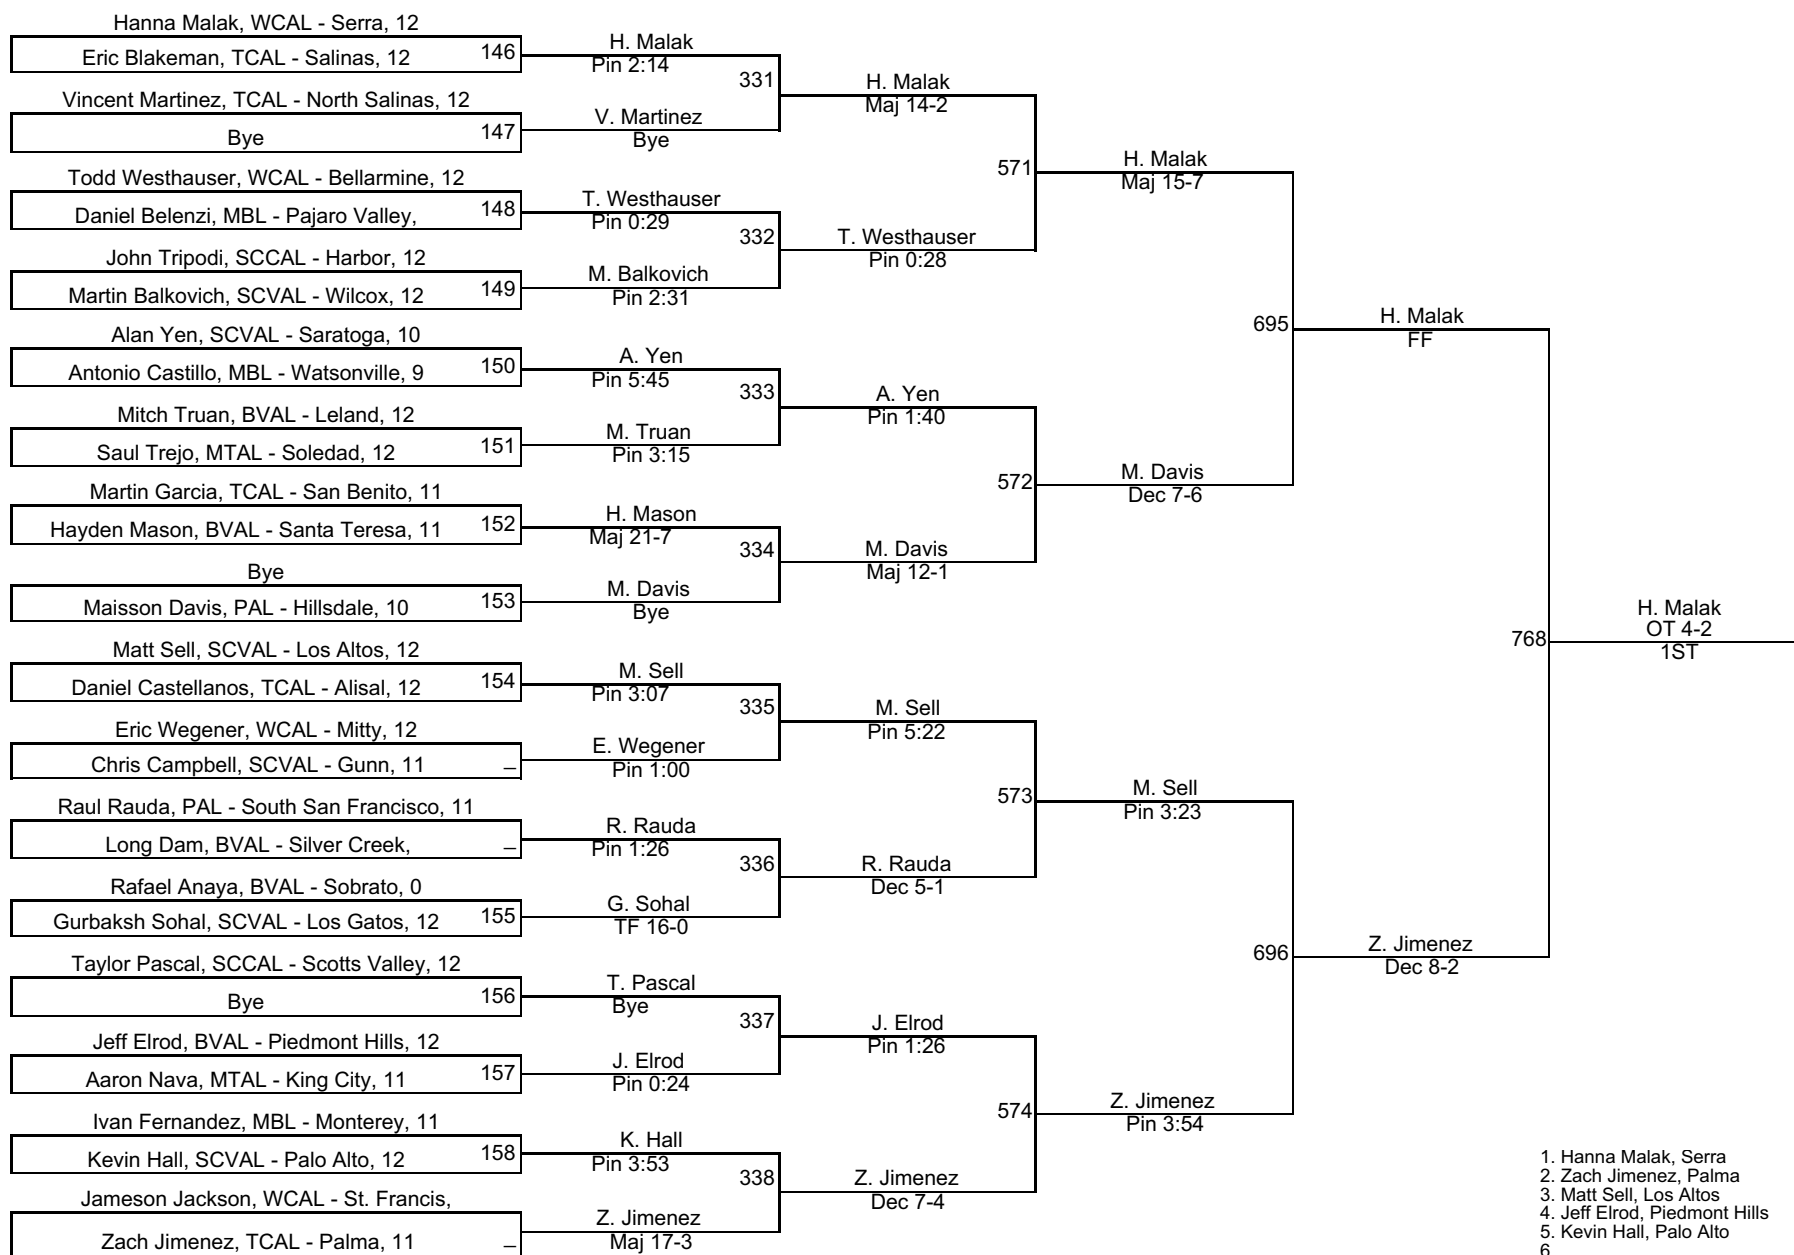 Hanna Malak, WCAL - Serra, 12
Eric Blakeman, TCAL - Salinas, 12
146
Vincent Martinez, TCAL - North Salinas, 12
Bye
147
Todd Westhauser, WCAL - Bellarmine, 12
Daniel Belenzi, MBL - Pajaro Valley,
148
John Tripodi, SCCAL - Harbor, 12
Martin Balkovich, SCVAL - Wilcox, 12
149
Alan Yen, SCVAL - Saratoga, 10
Antonio Castillo, MBL - Watsonville, 9
150
Mitch Truan, BVAL - Leland, 12
Saul Trejo, MTAL - Soledad, 12
151
Martin Garcia, TCAL - San Benito, 11
Hayden Mason, BVAL - Santa Teresa, 11
152
Bye
Maisson Davis, PAL - Hillsdale, 10
153
Matt Sell, SCVAL - Los Altos, 12
Daniel Castellanos, TCAL - Alisal, 12
154
Eric Wegener, WCAL - Mitty, 12
Chris Campbell, SCVAL - Gunn, 11
_
Raul Rauda, PAL - South San Francisco, 11
Long Dam, BVAL - Silver Creek,
_
Rafael Anaya, BVAL - Sobrato, 0
Gurbaksh Sohal, SCVAL - Los Gatos, 12
155
Taylor Pascal, SCCAL - Scotts Valley, 12
Bye
156
Jeff Elrod, BVAL - Piedmont Hills, 12
Aaron Nava, MTAL - King City, 11
157
Ivan Fernandez, MBL - Monterey, 11
Kevin Hall, SCVAL - Palo Alto, 12
158
Jameson Jackson, WCAL - St. Francis,
Zach Jimenez, TCAL - Palma, 11
_
H. Malak
Pin 2:14
331
V. Martinez
Bye
T. Westhauser
Pin 0:29
332
M. Balkovich
Pin 2:31
A. Yen
Pin 5:45
333
M. Truan
Pin 3:15
H. Mason
Maj 21-7
334
M. Davis
Bye
M. Sell
Pin 3:07
335
E. Wegener
Pin 1:00
R. Rauda
Pin 1:26
336
G. Sohal
TF 16-0
T. Pascal
Bye
337
J. Elrod
Pin 0:24
K. Hall
Pin 3:53
338
Z. Jimenez
Maj 17-3
H. Malak
Maj 14-2
571
T. Westhauser
Pin 0:28
A. Yen
Pin 1:40
572
M. Davis
Maj 12-1
M. Sell
Pin 5:22
573
R. Rauda
Dec 5-1
J. Elrod
Pin 1:26
574
Z. Jimenez
Dec 7-4
H. Malak
Maj 15-7
695
M. Davis
Dec 7-6
M. Sell
Pin 3:23
696
Z. Jimenez
Pin 3:54
H. Malak
FF
768
Z. Jimenez
Dec 8-2
H. Malak
OT 4-2
1ST
1. Hanna Malak, Serra
2. Zach Jimenez, Palma
3. Matt Sell, Los Altos
4. Jeff Elrod, Piedmont Hills
5. Kevin Hall, Palo Alto
6